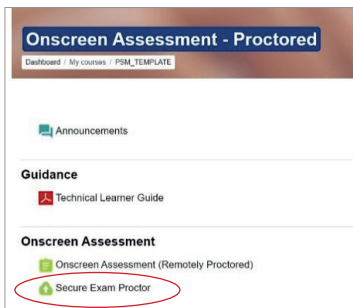 Onscreen Assessment - Proctored
Dashboard / My courses / PSM_TEMPLATE
Announcements
Guidance
Technical Learner Guide
Onscreen Assessment
Onscreen Assessment (Remotely Proctored)
Secure Exam Proctor